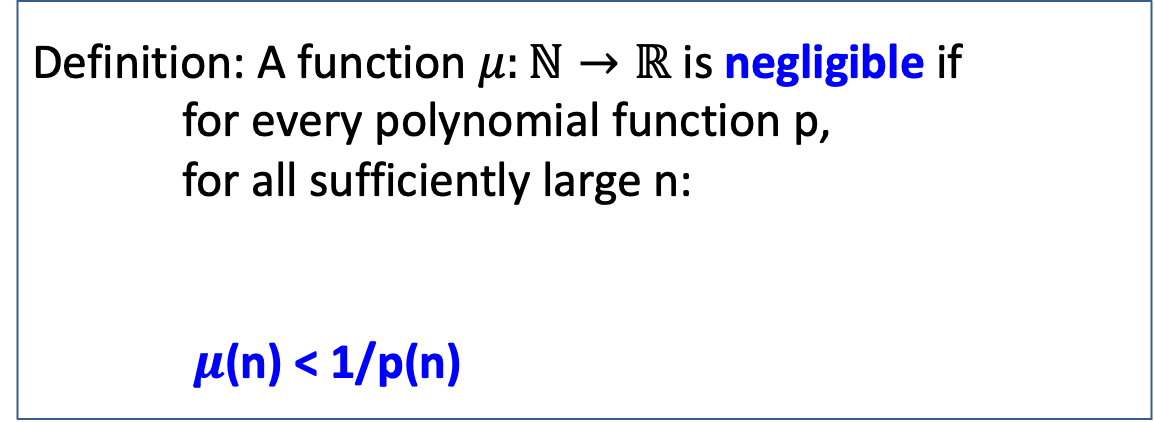 Definition: A function μ: ℕ → ℝ is negligible if
for every polynomial function p,
for all sufficiently large n:
μ(n) < 1/p(n)